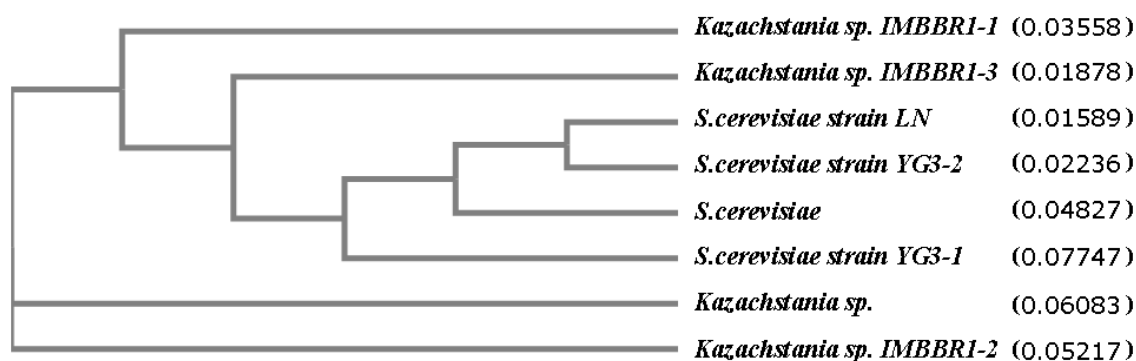 Kazachstania sp. IMBBR1-1 (0.03558)
Kazachstania sp. IMBBR1-3 (0.01878)
S.cerevisiae strain LN (0.01589)
S.cerevisiae strain YG3-2 (0.02236)
S.cerevisiae (0.04827)
S.cerevisiae strain YG3-1 (0.07747)
Kazachstania sp. (0.06083)
Kazachstania sp. IMBBR1-2 (0.05217)